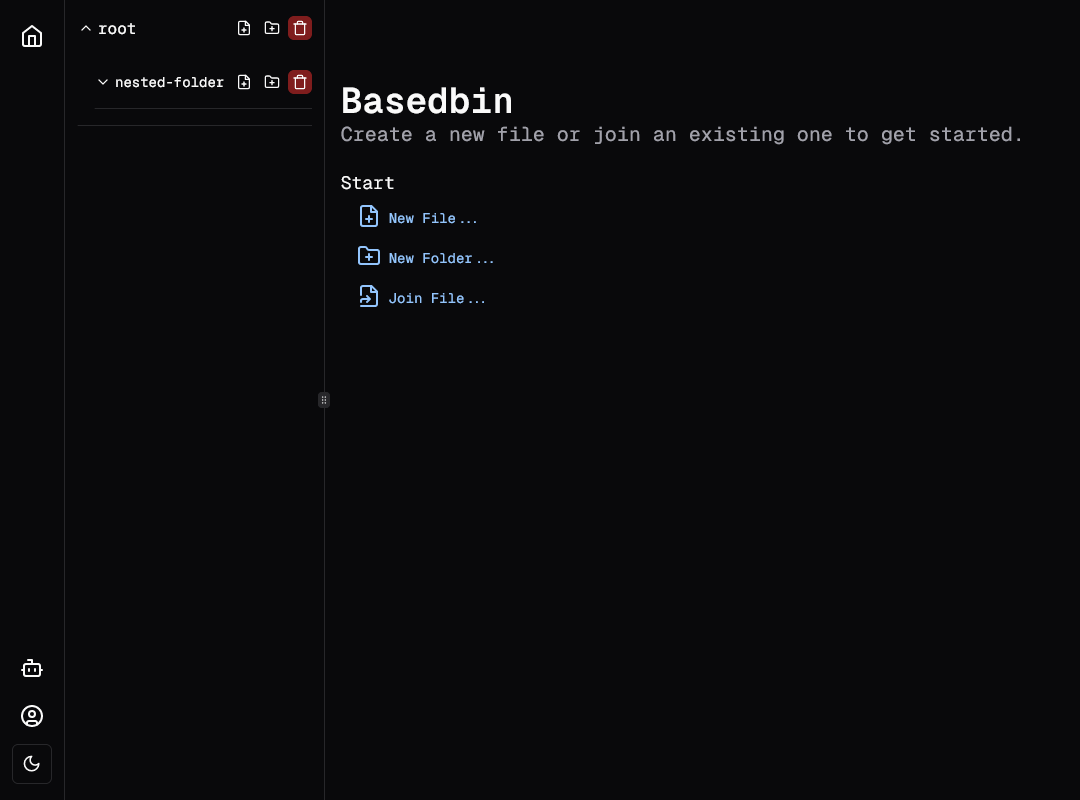 root
nested-folder
Basedbin
Create a new file or join an existing one to get started.
Start
New File...
New Folder...
Join File...